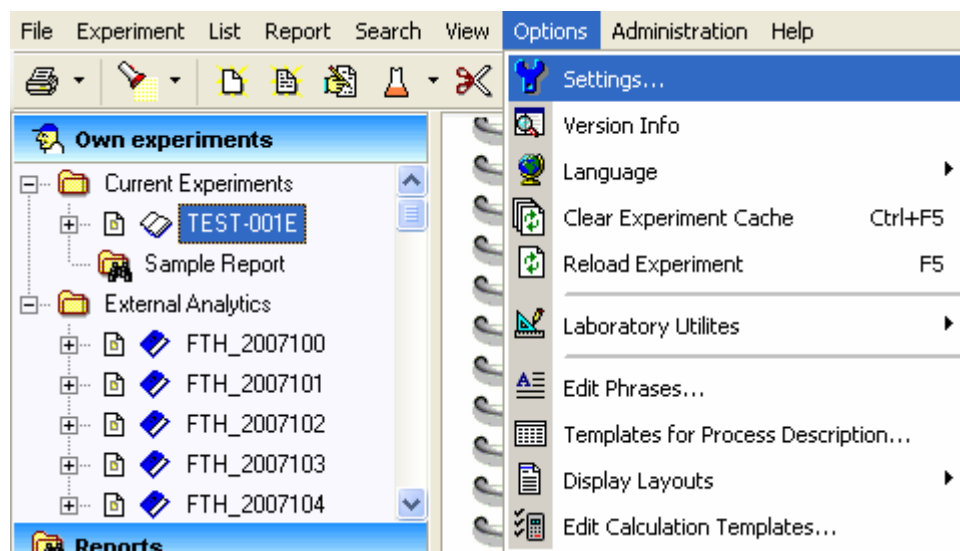 File Experiment List Report Search View Options Administration Help
Own experiments
Current Experiments
TEST-001E
Sample Report
External Analytics
FTH_2007100
FTH_2007101
FTH_2007102
FTH_2007103
FTH_2007104
Reports
Settings...
Version Info
Language
Clear Experiment Cache Ctrl+F5
Reload Experiment F5
Laboratory Utilites
Edit Phrases...
Templates for Process Description...
Display Layouts
Edit Calculation Templates...